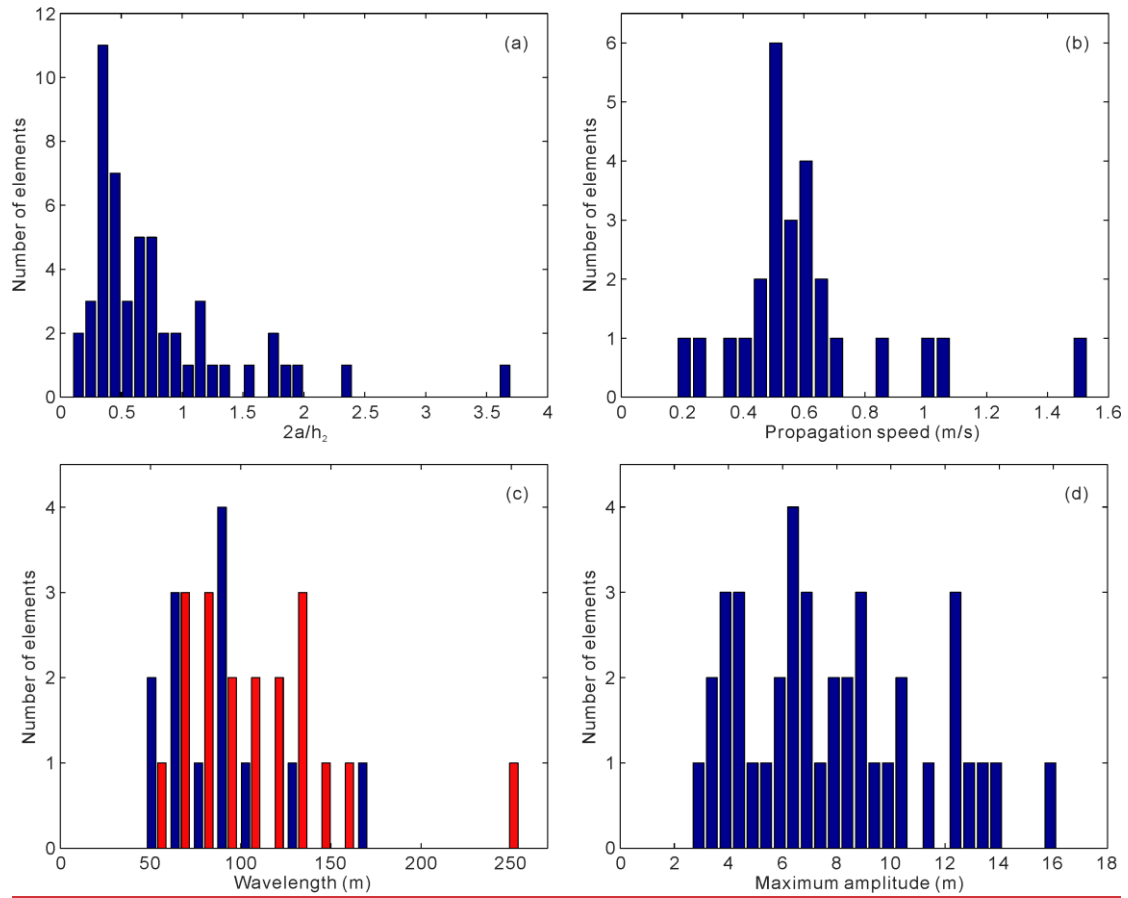 12
10
8
6
4
2
0
Number of elements
(a)
0 0.5 1 1.5 2 2.5 3 3.5 4
2a/h₂
6
5
4
3
2
1
0
Number of elements
(b)
0 0.2 0.4 0.6 0.8 1 1.2 1.4 1.6
Propagation speed (m/s)
4
3
2
1
0
Number of elements
(c)
0 50 100 150 200 250
Wavelength (m)
4
3
2
1
0
Number of elements
(d)
0 2 4 6 8 10 12 14 16 18
Maximum amplitude (m)